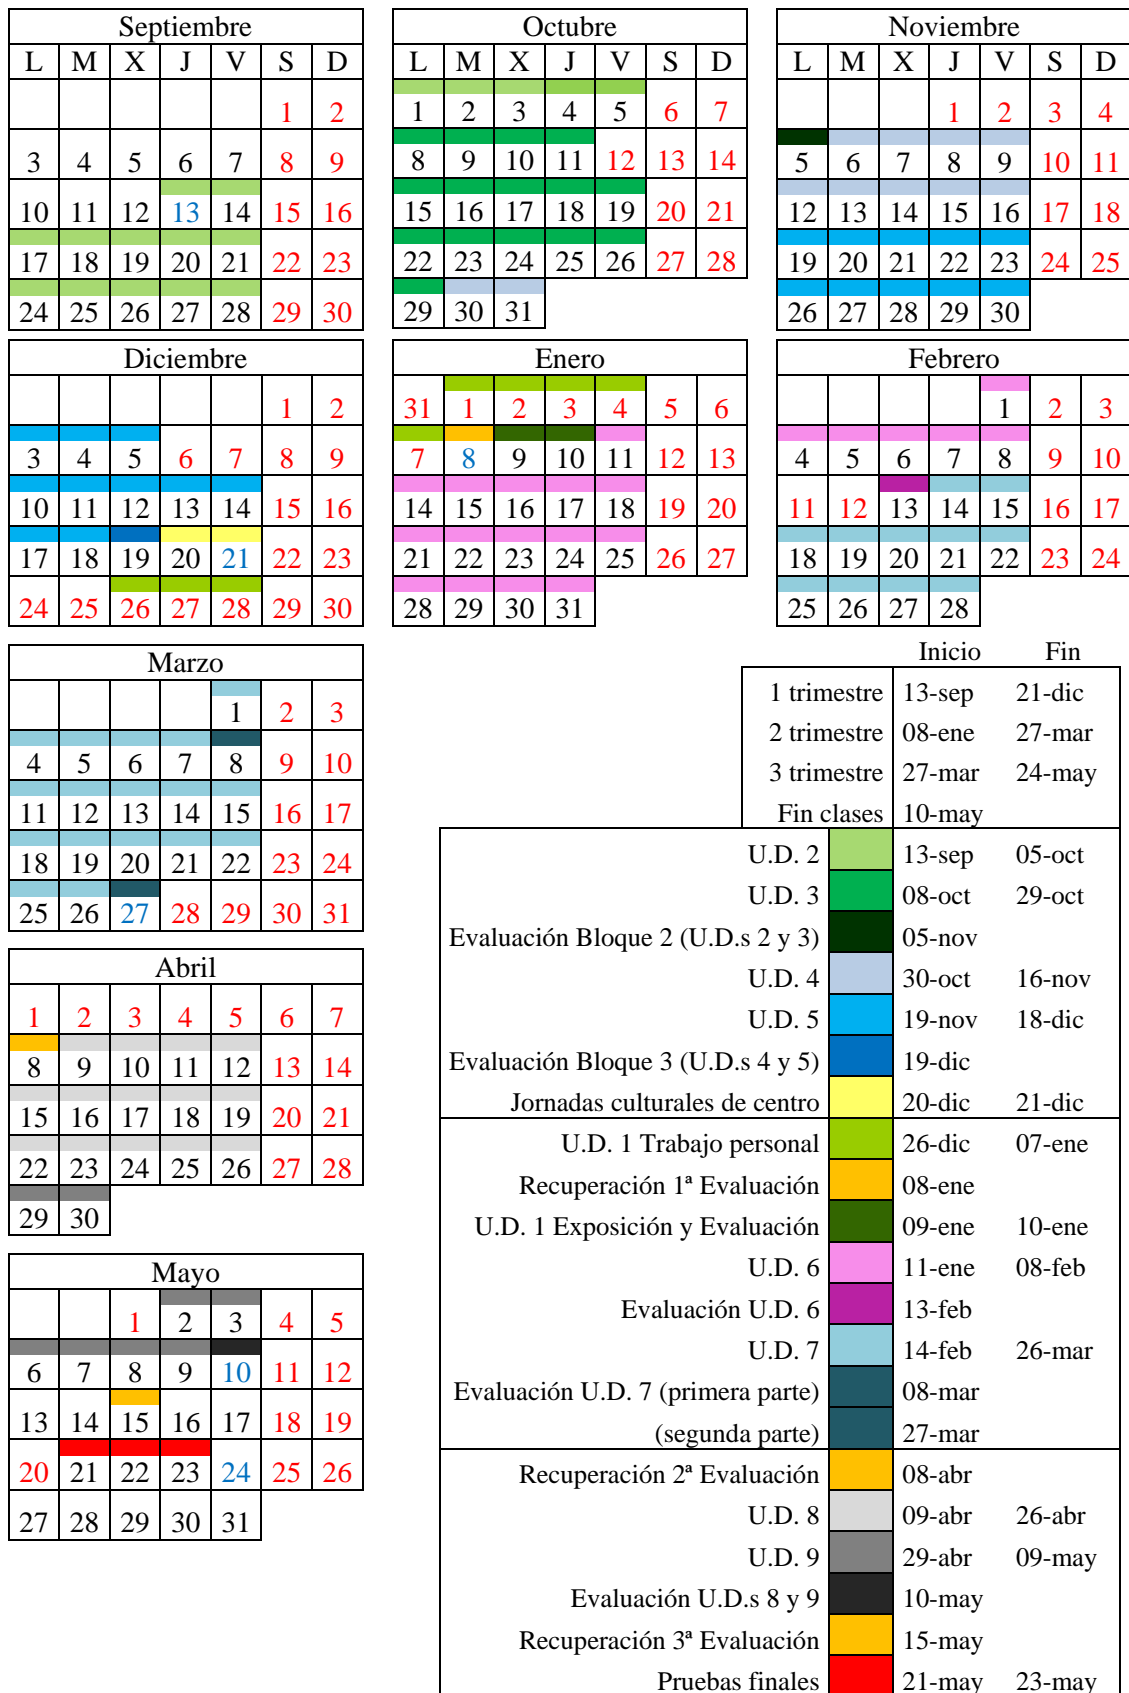 Septiembre
L M X J V S D
1 2
3 4 5 6 7 8 9
10 11 12 13 14 15 16
17 18 19 20 21 22 23
24 25 26 27 28 29 30
Octubre
L M X J V S D
1 2 3 4 5 6 7
8 9 10 11 12 13 14
15 16 17 18 19 20 21
22 23 24 25 26 27 28
29 30 31
Noviembre
L M X J V S D
1 2 3 4
5 6 7 8 9 10 11
12 13 14 15 16 17 18
19 20 21 22 23 24 25
26 27 28 29 30
Diciembre
1 2
3 4 5 6 7 8 9
10 11 12 13 14 15 16
17 18 19 20 21 22 23
24 25 26 27 28 29 30
Enero
31 1 2 3 4 5 6
7 8 9 10 11 12 13
14 15 16 17 18 19 20
21 22 23 24 25 26 27
28 29 30 31
Febrero
1 2 3
4 5 6 7 8 9 10
11 12 13 14 15 16 17
18 19 20 21 22 23 24
25 26 27 28
Marzo
1 2 3
4 5 6 7 8 9 10
11 12 13 14 15 16 17
18 19 20 21 22 23 24
25 26 27 28 29 30 31
Abril
1 2 3 4 5 6 7
8 9 10 11 12 13 14
15 16 17 18 19 20 21
22 23 24 25 26 27 28
29 30
Mayo
1 2 3 4 5
6 7 8 9 10 11 12
13 14 15 16 17 18 19
20 21 22 23 24 25 26
27 28 29 30 31
Inicio Fin
1 trimestre 13-sep 21-dic
2 trimestre 08-ene 27-mar
3 trimestre 27-mar 24-may
Fin clases 10-may
U.D. 2 13-sep 05-oct
U.D. 3 08-oct 29-oct
Evaluación Bloque 2 (U.D.s 2 y 3) 05-nov
U.D. 4 30-oct 16-nov
U.D. 5 19-nov 18-dic
Evaluación Bloque 3 (U.D.s 4 y 5) 19-dic
Jornadas culturales de centro 20-dic 21-dic
U.D. 1 Trabajo personal 26-dic 07-ene
Recuperación 1ª Evaluación 08-ene
U.D. 1 Exposición y Evaluación 09-ene 10-ene
U.D. 6 11-ene 08-feb
Evaluación U.D. 6 13-feb
U.D. 7 14-feb 26-mar
Evaluación U.D. 7 (primera parte) 08-mar
(segunda parte) 27-mar
Recuperación 2ª Evaluación 08-abr
U.D. 8 09-abr 26-abr
U.D. 9 29-abr 09-may
Evaluación U.D.s 8 y 9 10-may
Recuperación 3ª Evaluación 15-may
Pruebas finales 21-may 23-may